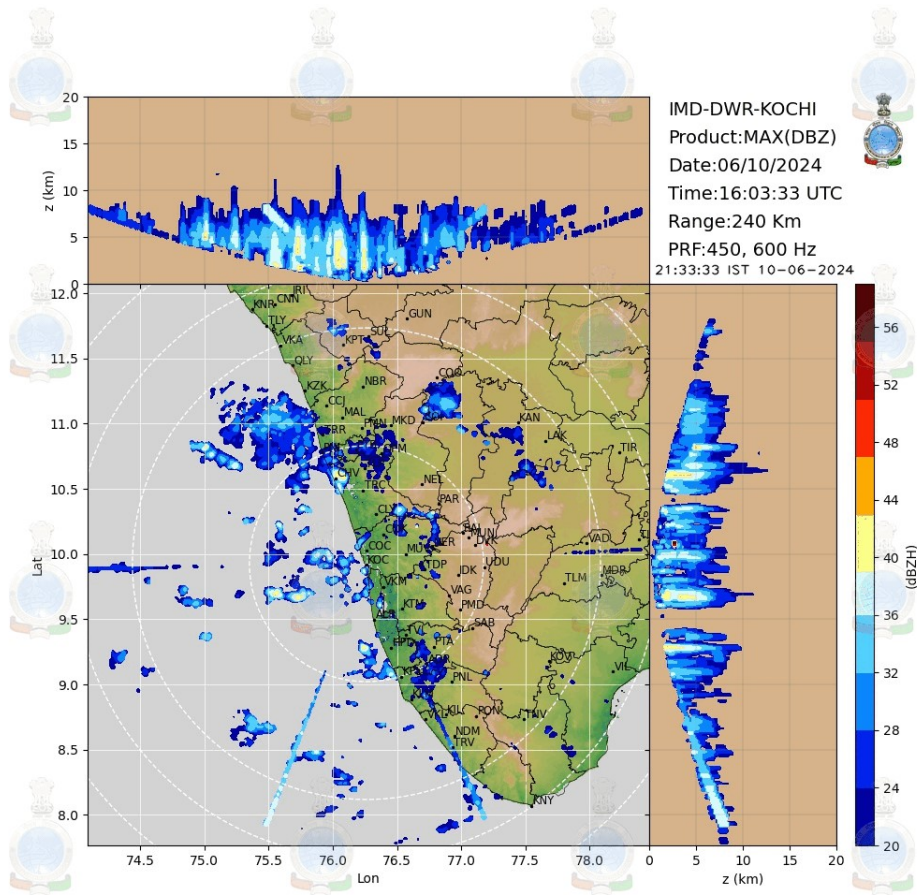 IMD-DWR-KOCHI
Product:MAX(DBZ)
Date:06/10/2024
Time:16:03:33 UTC
Range:240 Km
PRF:450, 600 Hz
21:33:33 IST 10-06-2024
z (km)
20
15
10
5
0
Lat
12.0
11.5
11.0
10.5
10.0
9.5
9.0
8.5
8.0
IRI
KNR CNN
TLY
GUN
VKA
KPT
SUL
QLY
KZK
NBR
COO
CCJ
MAL
MKD
KAN
LAK
TIR
CHV
TRC
NEL
PAR
COC
KOC
VAD
UDU
IDK
TDP
TLM
MDR
VKM
VAG
KTM
PMD
SAB
PTA
PNL
VIL
KJL
PON
TNV
NDM
TRV
KNY
74.5 75.0 75.5 76.0 76.5 77.0 77.5 78.0
Lon
0 5 10 15 20
z (km)
56
52
48
44
40
36
32
28
24
20
(dBZH)